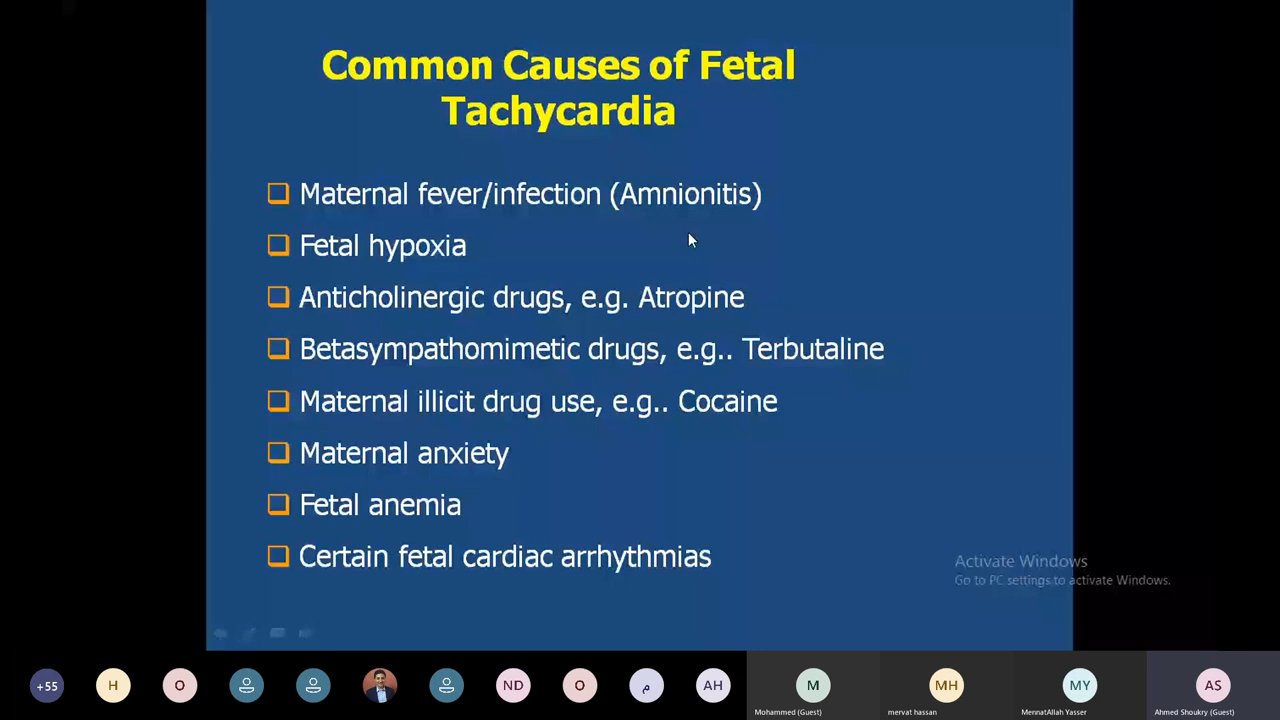 Common Causes of Fetal
Tachycardia
Maternal fever/infection (Amnionitis)
Fetal hypoxia
Anticholinergic drugs, e.g. Atropine
Betasympathomimetic drugs, e.g.. Terbutaline
Maternal illicit drug use, e.g.. Cocaine
Maternal anxiety
Fetal anemia
Certain fetal cardiac arrhythmias
Activate Windows
Go to PC settings to activate Windows.
+55
H
O
ND
O
م
AH
M
MH
MY
AS
Mohammed (Guest)
mervat hassan
MennatAllah Yasser
Ahmed Shoukry (Guest)